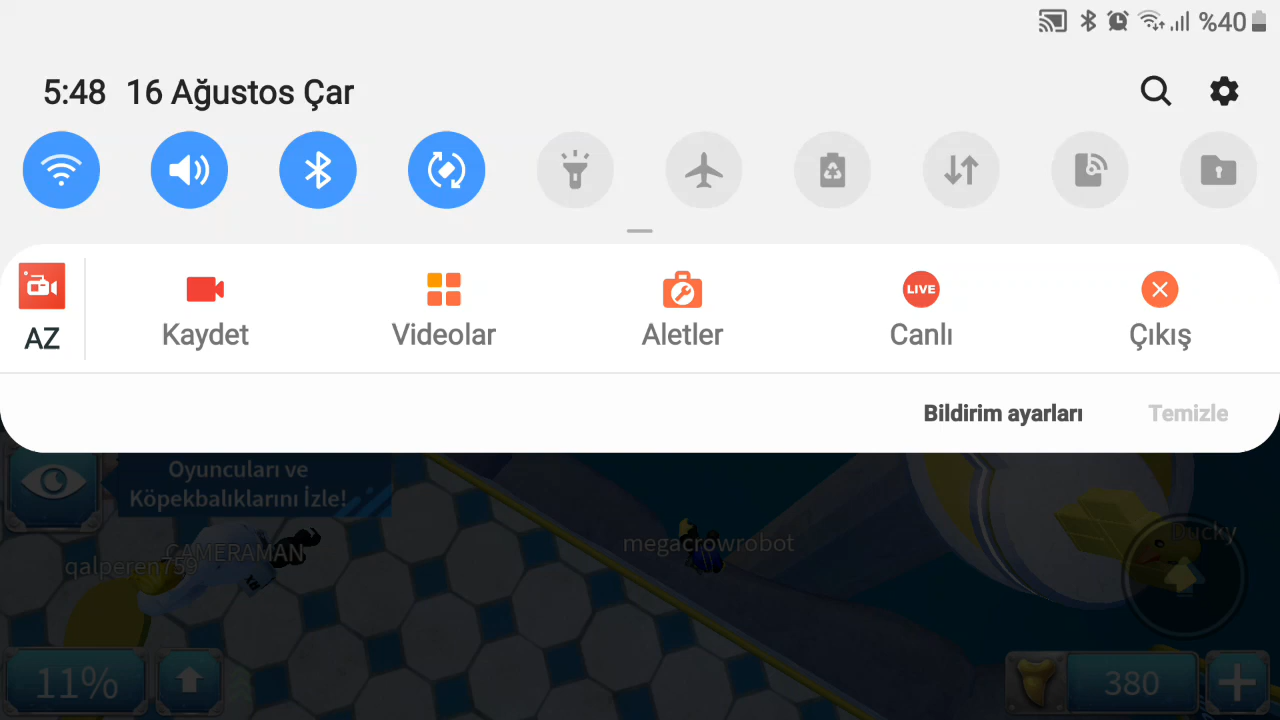 %40
5:48 16 Ağustos Çar
AZ
Kaydet
Videolar
Aletler
LIVE
Canlı
Çıkış
Bildirim ayarları
Temizle
Oyuncuları ve
Köpekbalıklarını İzle!
CAMERAMAN
qalperen759
megacrowrobot
Ducky
11%
380